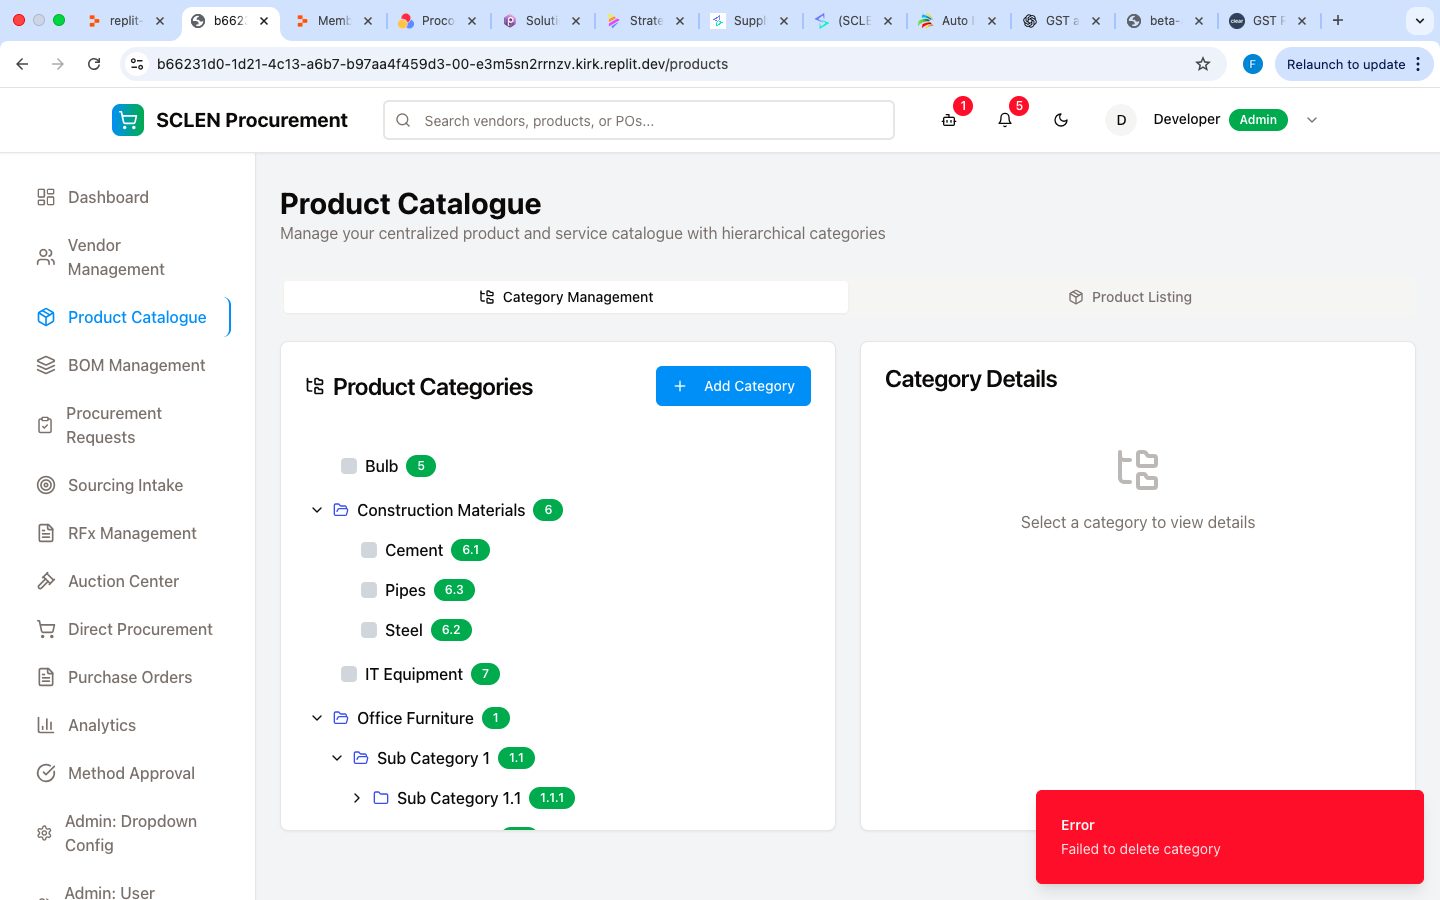 replit-
b662
Memb
Proco
Soluti
Strate
Suppl
(SCLE
Auto l
GST a
beta-
GST F
b66231d0-1d21-4c13-a6b7-b97aa4f459d3-00-e3m5sn2rrnzv.kirk.replit.dev/products
F
Relaunch to update
SCLEN Procurement
Search vendors, products, or POs...
1
5
D
Developer
Admin
Dashboard
Vendor
Management
Product Catalogue
BOM Management
Procurement
Requests
Sourcing Intake
RFx Management
Auction Center
Direct Procurement
Purchase Orders
Analytics
Method Approval
Admin: Dropdown
Config
Admin: User
Product Catalogue
Manage your centralized product and service catalogue with hierarchical categories
Category Management
Product Listing
Product Categories
Add Category
Bulb 5
Construction Materials 6
Cement 6.1
Pipes 6.3
Steel 6.2
IT Equipment 7
Office Furniture 1
Sub Category 1 1.1
Sub Category 1.1 1.1.1
Category Details
Select a category to view details
Error
Failed to delete category